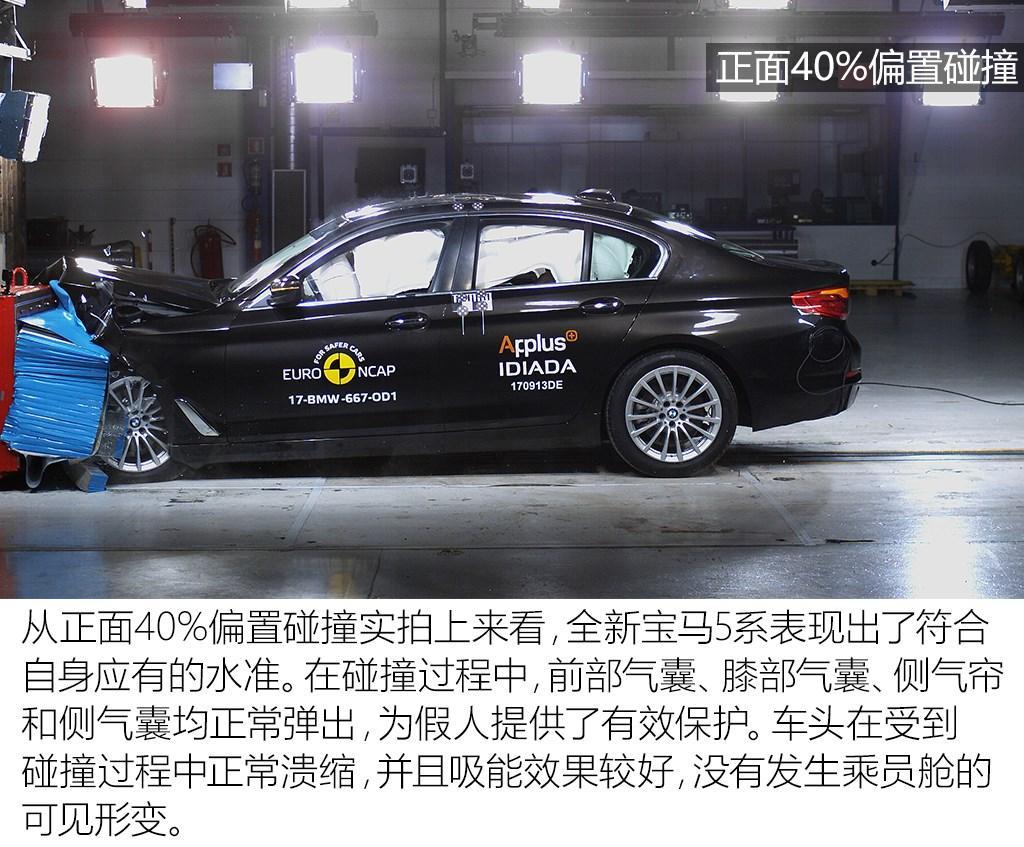 正面40%偏置碰撞
FOR SAFER CARS
EURO NCAP
17-BMW-667-OD1
Applus+
IDIADA
170913DE
从正面40%偏置碰撞实拍上来看,全新宝马5系表现出了符合
自身应有的水准。在碰撞过程中,前部气囊、膝部气囊、侧气帘
和侧气囊均正常弹出,为假人提供了有效保护。车头在受到
碰撞过程中正常溃缩,并且吸能效果较好,没有发生乘员舱的
可见形变。